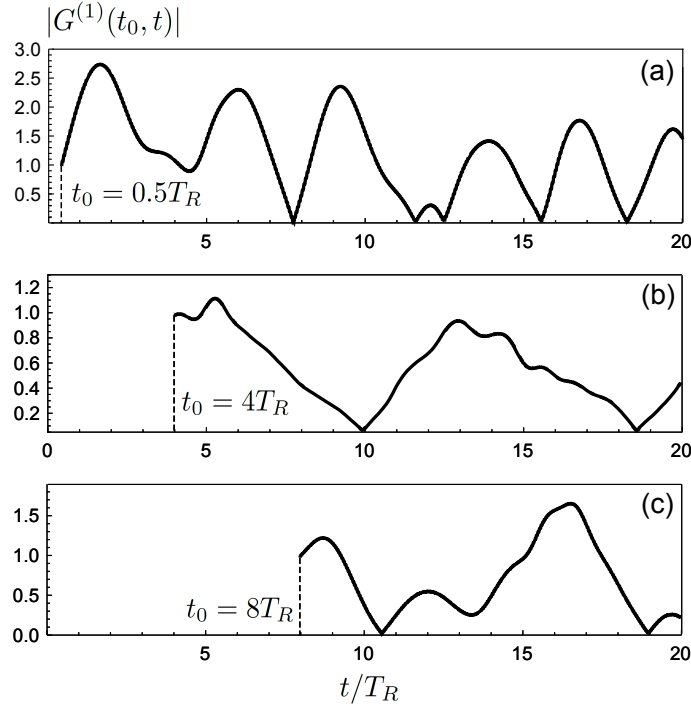 |G^{(1)}(t_0, t)|
3.0
(a)
2.5
2.0
1.5
1.0
0.5
t_0 = 0.5T_R
5 10 15 20
1.2
(b)
1.0
0.8
0.6
0.4
t_0 = 4T_R
0.2
0 5 10 15 20
(c)
1.5
1.0
0.5
t_0 = 8T_R
0.0
5 10 15 20
t/T_R